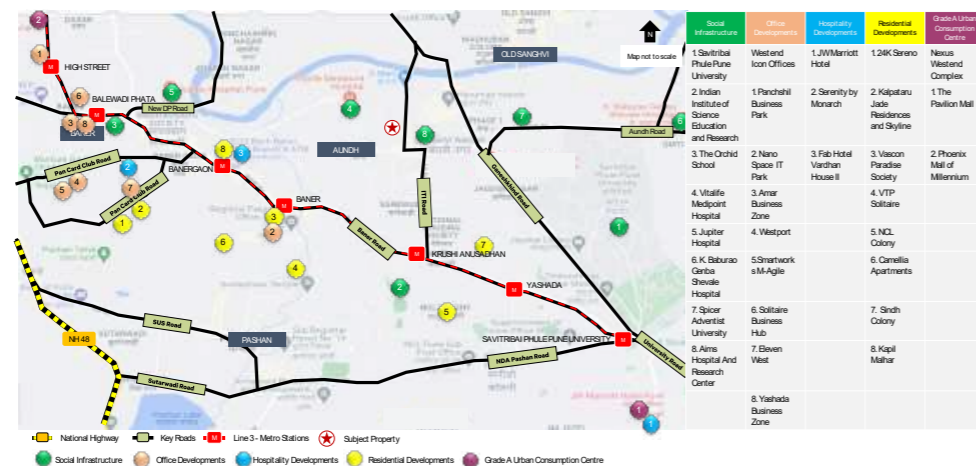 OLD SANGHVI
N
Map not to scale
HIGH STREET
BALEWADI PHATA
New DP Road
BANER
AUNDH
Aundh Road
Pan Card Club Road
BANERGAON
Ganeshkhind Road
Pan Card Club Road
BANER
ITI Road
Baner Road
KRUSHI ANUSADHAN
YASHADA
SUS Road
NH 48
PASHAN
SAVITRIBAI PHULE PUNE UNIVERSITY
University Road
NDA Pashan Road
Sutarwadi Road
National Highway
Key Roads
Line 3 - Metro Stations
Subject Property
Social Infrastructure
Office Developments
Hospitality Developments
Residential Developments
Grade A Urban Consumption Centre
Social Infrastructure
Office Developments
Hospitality Developments
Residential Developments
Grade A Urban Consumption Centre
1. Savitribai Phule Pune University
Westend Icon Offices
1. JW Marriott Hotel
1. 24K Sereno
Nexus Westend Complex
2. Indian Institute of Science Education and Research
1. Panchshil Business Park
2. Serenity by Monarch
2. Kalpataru Jade Residences and Skyline
1. The Pavilion Mall
3. The Orchid School
2. Nano Space IT Park
3. Fab Hotel Vardhan House II
3. Vascon Paradise Society
2. Phoenix Mall of Millennium
4. Vitalife Medipoint Hospital
3. Amar Business Zone
4. VTP Solitaire
5. Jupiter Hospital
4. Westport
5. NCL Colony
6. K. Baburao Genba Shevale Hospital
5. Smartworks M-Agile
6. Camellia Apartments
7. Spicer Adventist University
6. Solitaire Business Hub
7. Sindh Colony
8. Aims Hospital And Research Center
7. Eleven West
8. Kapil Malhar
8. Yashada Business Zone